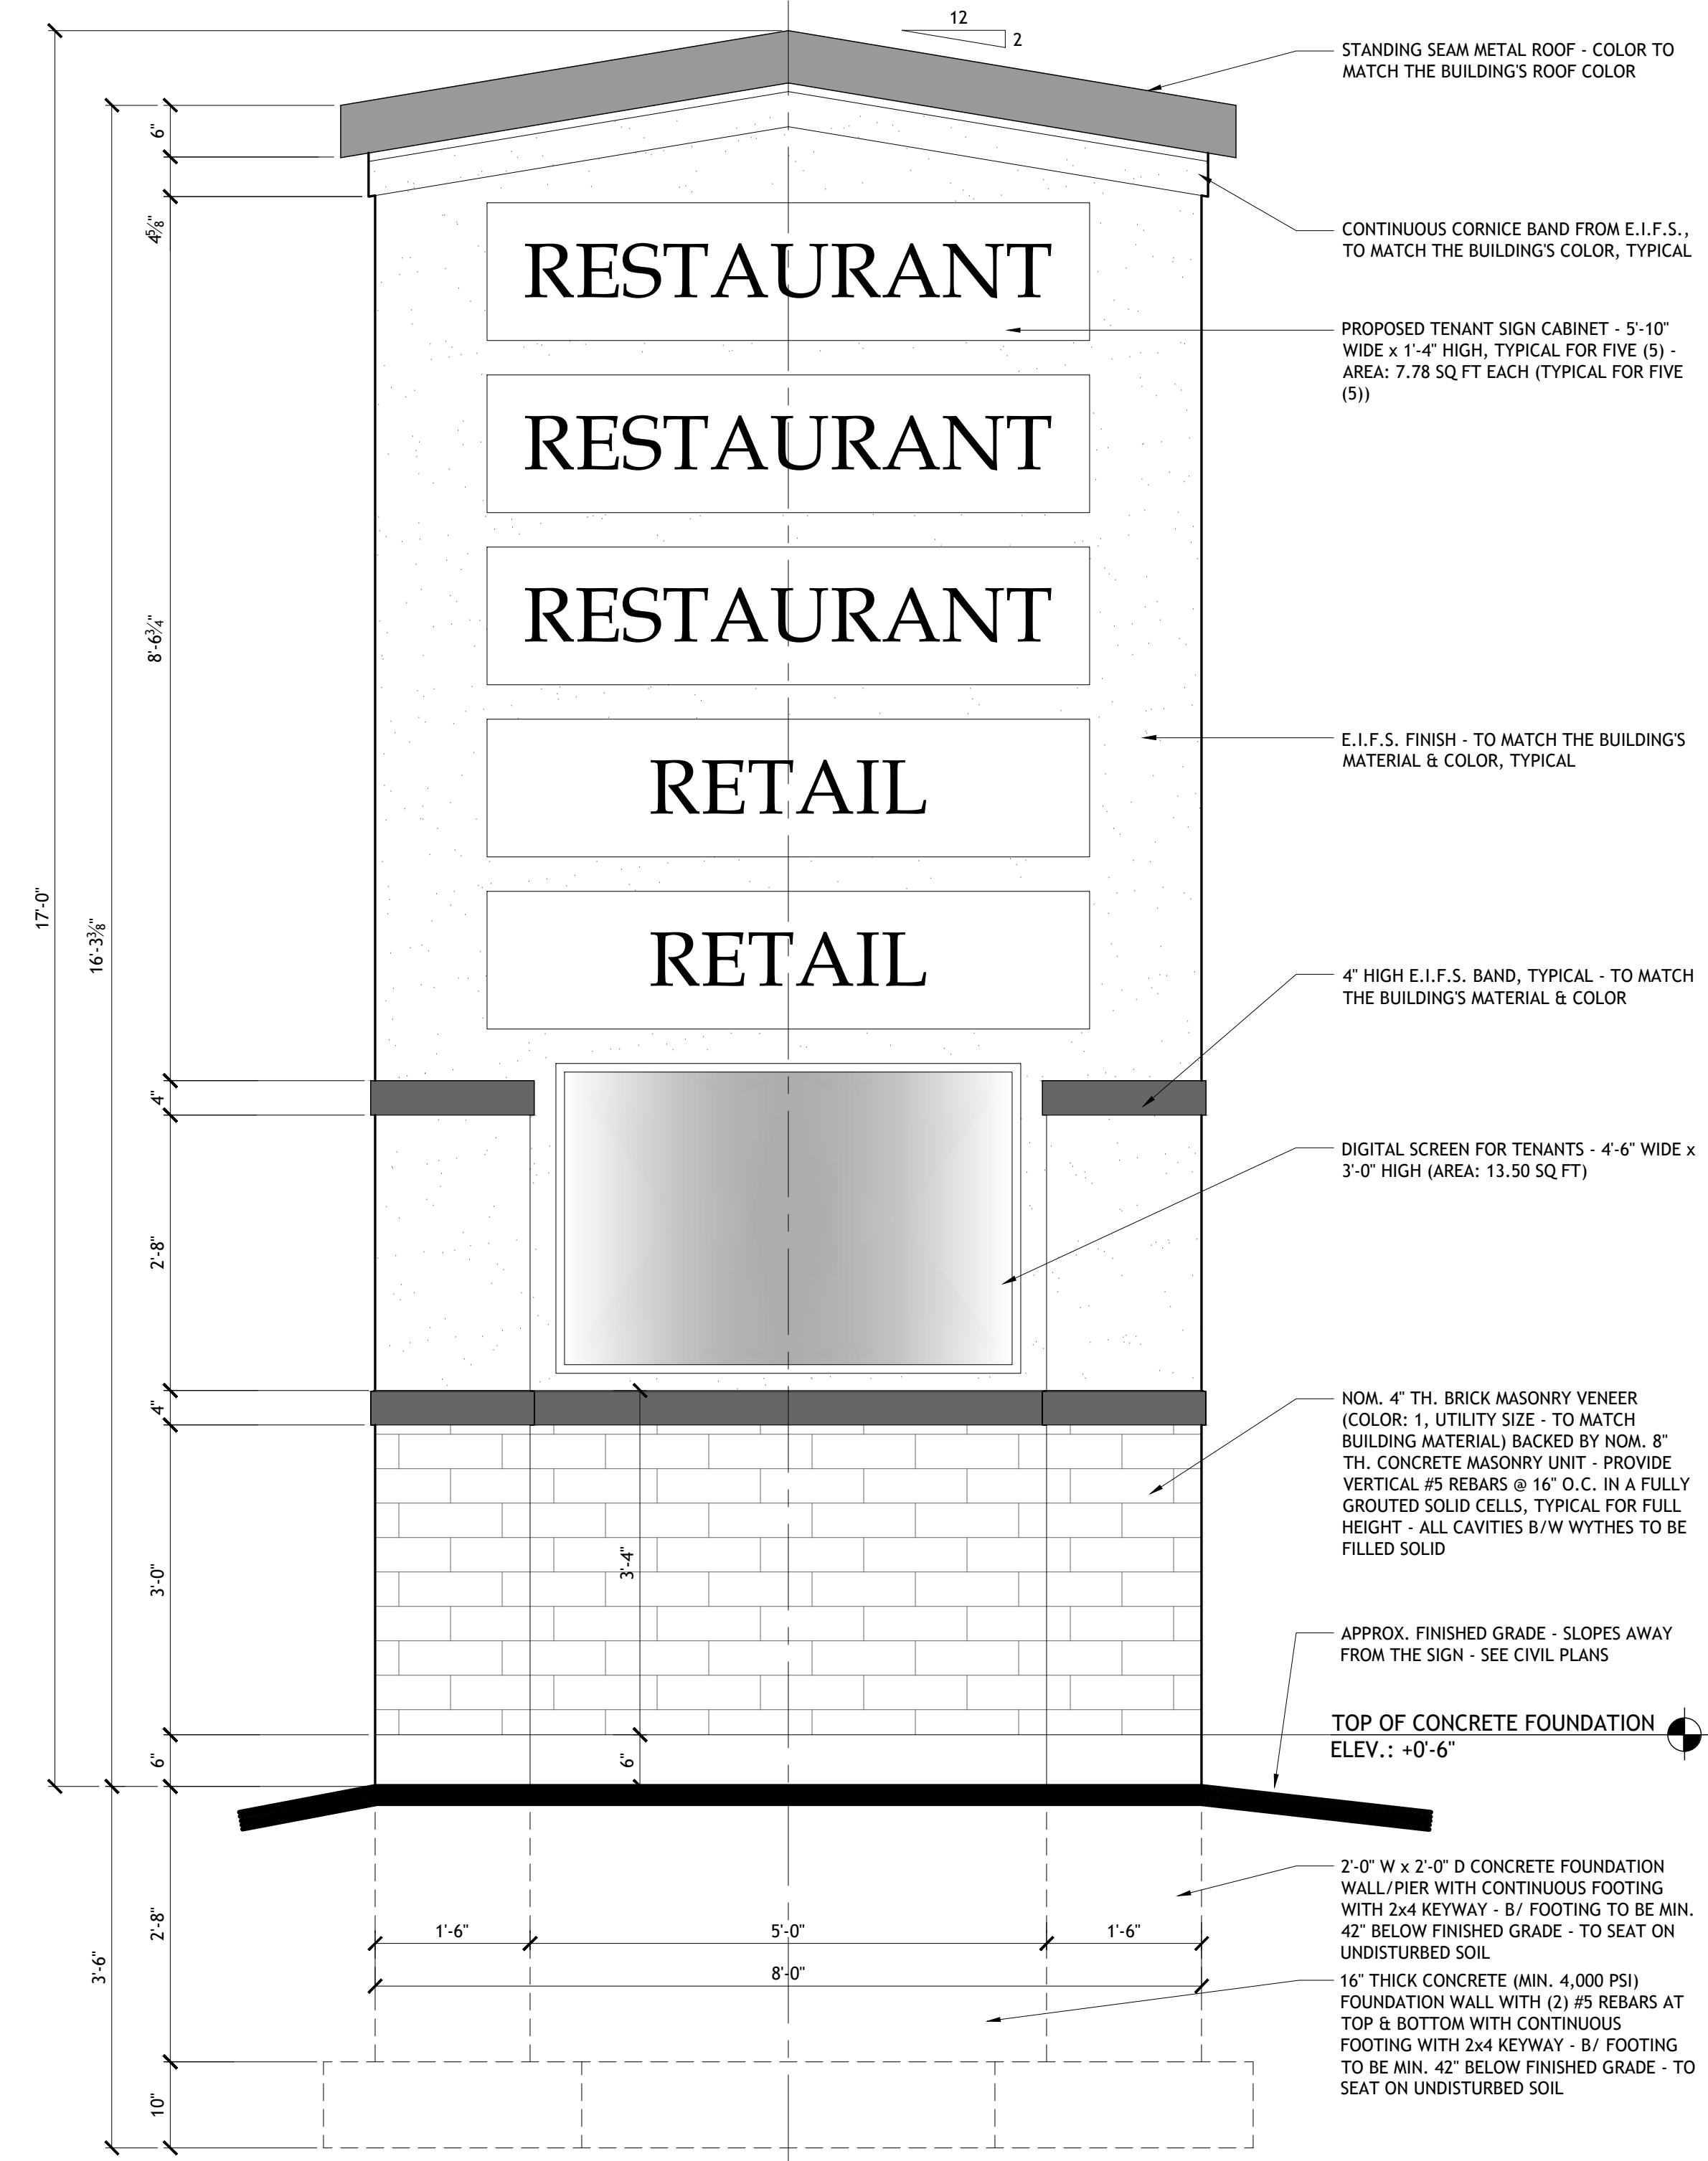 12
2
STANDING SEAM METAL ROOF - COLOR TO
MATCH THE BUILDING'S ROOF COLOR
6"
CONTINUOUS CORNICE BAND FROM E.I.F.S.,
TO MATCH THE BUILDING'S COLOR, TYPICAL
4⅝"
RESTAURANT
PROPOSED TENANT SIGN CABINET - 5'-10"
WIDE x 1'-4" HIGH, TYPICAL FOR FIVE (5) -
AREA: 7.78 SQ FT EACH (TYPICAL FOR FIVE
(5))
RESTAURANT
RESTAURANT
8'-6¾"
E.I.F.S. FINISH - TO MATCH THE BUILDING'S
MATERIAL & COLOR, TYPICAL
RETAIL
17'-0"
16'-3⅜"
RETAIL
4" HIGH E.I.F.S. BAND, TYPICAL - TO MATCH
THE BUILDING'S MATERIAL & COLOR
4"
DIGITAL SCREEN FOR TENANTS - 4'-6" WIDE x
3'-0" HIGH (AREA: 13.50 SQ FT)
2'-8"
4"
NOM. 4" TH. BRICK MASONRY VENEER
(COLOR: 1, UTILITY SIZE - TO MATCH
BUILDING MATERIAL) BACKED BY NOM. 8"
TH. CONCRETE MASONRY UNIT - PROVIDE
VERTICAL #5 REBARS @ 16" O.C. IN A FULLY
GROUTED SOLID CELLS, TYPICAL FOR FULL
HEIGHT - ALL CAVITIES B/W WYTHES TO BE
FILLED SOLID
3'-0"
3'-4"
APPROX. FINISHED GRADE - SLOPES AWAY
FROM THE SIGN - SEE CIVIL PLANS
TOP OF CONCRETE FOUNDATION
ELEV.: +0'-6"
6"
6"
2'-0" W x 2'-0" D CONCRETE FOUNDATION
WALL/PIER WITH CONTINUOUS FOOTING
WITH 2x4 KEYWAY - B/ FOOTING TO BE MIN.
42" BELOW FINISHED GRADE - TO SEAT ON
UNDISTURBED SOIL
2'-8"
1'-6"
5'-0"
1'-6"
3'-6"
8'-0"
16" THICK CONCRETE (MIN. 4,000 PSI)
FOUNDATION WALL WITH (2) #5 REBARS AT
TOP & BOTTOM WITH CONTINUOUS
FOOTING WITH 2x4 KEYWAY - B/ FOOTING
TO BE MIN. 42" BELOW FINISHED GRADE - TO
SEAT ON UNDISTURBED SOIL
10"